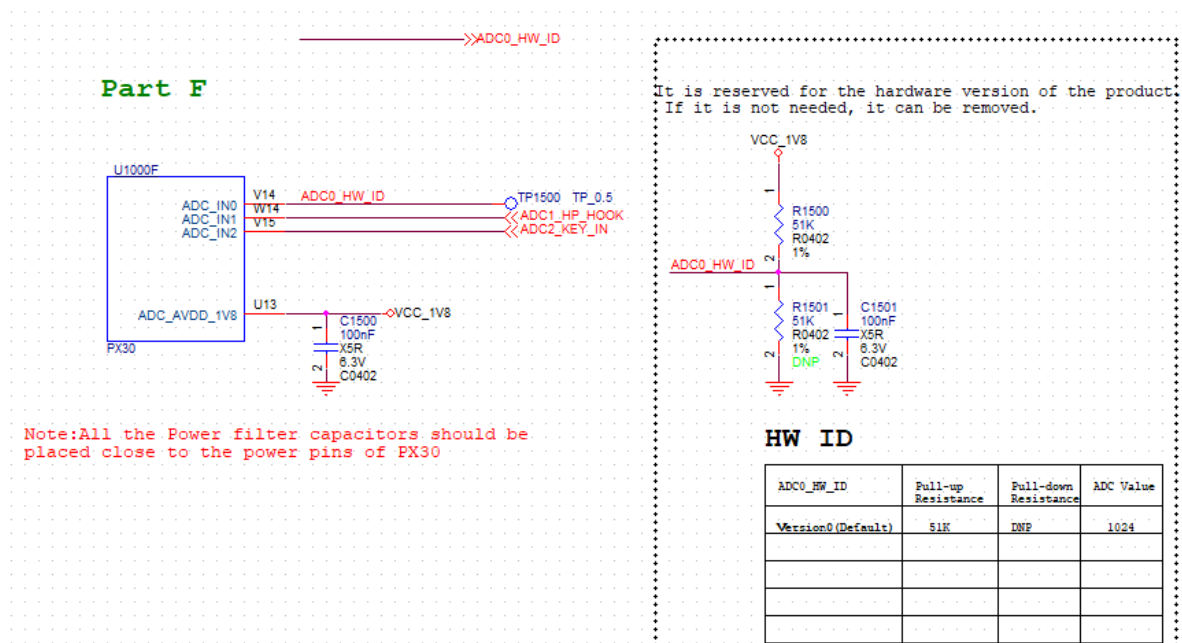 ADC0_HW_ID
Part F
It is reserved for the hardware version of the product.
If it is not needed, it can be removed.
U1000F
ADC_IN0 V14 ADC0_HW_ID TP1500 TP_0.5
ADC_IN1 W14 ADC1_HP_HOOK
ADC_IN2 V15 ADC2_KEY_IN
ADC_AVDD_1V8 U13 VCC_1V8
PX30
1
C1500
100nF
X5R
6.3V
2
C0402
VCC_1V8
1
R1500
51K
R0402
1%
2
ADC0_HW_ID
1
R1501
51K
R0402
1%
2
DNP
1
C1501
100nF
X5R
6.3V
2
C0402
Note:All the Power filter capacitors should be
placed close to the power pins of PX30
HW ID
ADC0_HW_ID Pull-up Resistance Pull-down Resistance ADC Value
Version0(Default) 51K DNP 1024